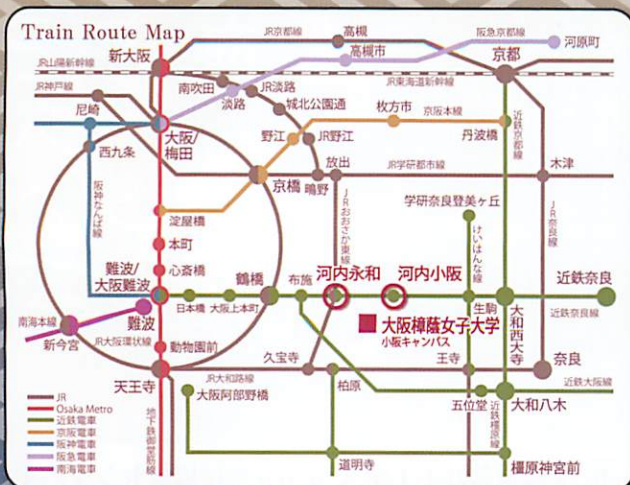 Train Route Map
JR京都線
高槻
阪急京都線
河原町
新大阪
高槻市
京都
JR山陽新幹線
JR東海道新幹線
JR神戸線
南吹田
JR淡路
淡路
尼崎
城北公園通
枚方市
京阪本線
近鉄京都線
大阪/
梅田
野江
JR野江
丹波橋
西九条
放出
JR学研都市線
木津
京橋
鴫野
阪神なんば線
JRおおさか東線
学研奈良登美ヶ丘
JR奈良線
淀屋橋
けいはんな線
本町
心斎橋
難波/
大阪難波
鶴橋
布施
河内永和
河内小阪
近鉄奈良
日本橋
大阪上本町
生駒
大和西大寺
近鉄奈良線
南海本線
難波
大阪樟蔭女子大学
小阪キャンパス
新今宮
JR大阪環状線
動物園前
久宝寺
王寺
奈良
天王寺
JR大和路線
柏原
近鉄大阪線
大阪阿部野橋
五位堂
大和八木
近鉄橿原線
地下鉄御堂筋線
道明寺
橿原神宮前
JR
Osaka Metro
近鉄電車
京阪電車
阪神電車
阪急電車
南海電車